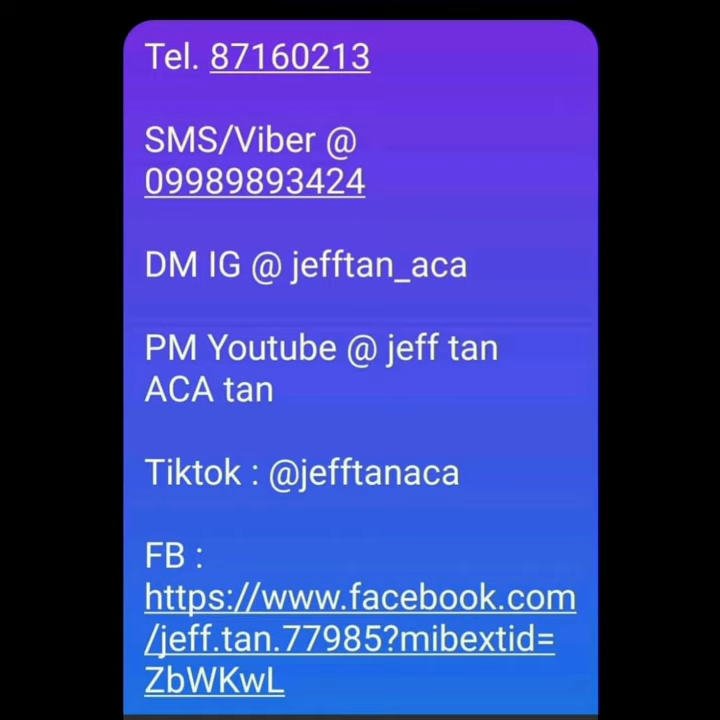 Tel. 87160213
SMS/Viber @
09989893424
DM IG @ jefftan_aca
PM Youtube @ jeff tan
ACA tan
Tiktok : @jefftanaca
FB :
https://www.facebook.com
/jeff.tan.77985?mibextid=
ZbWKwL